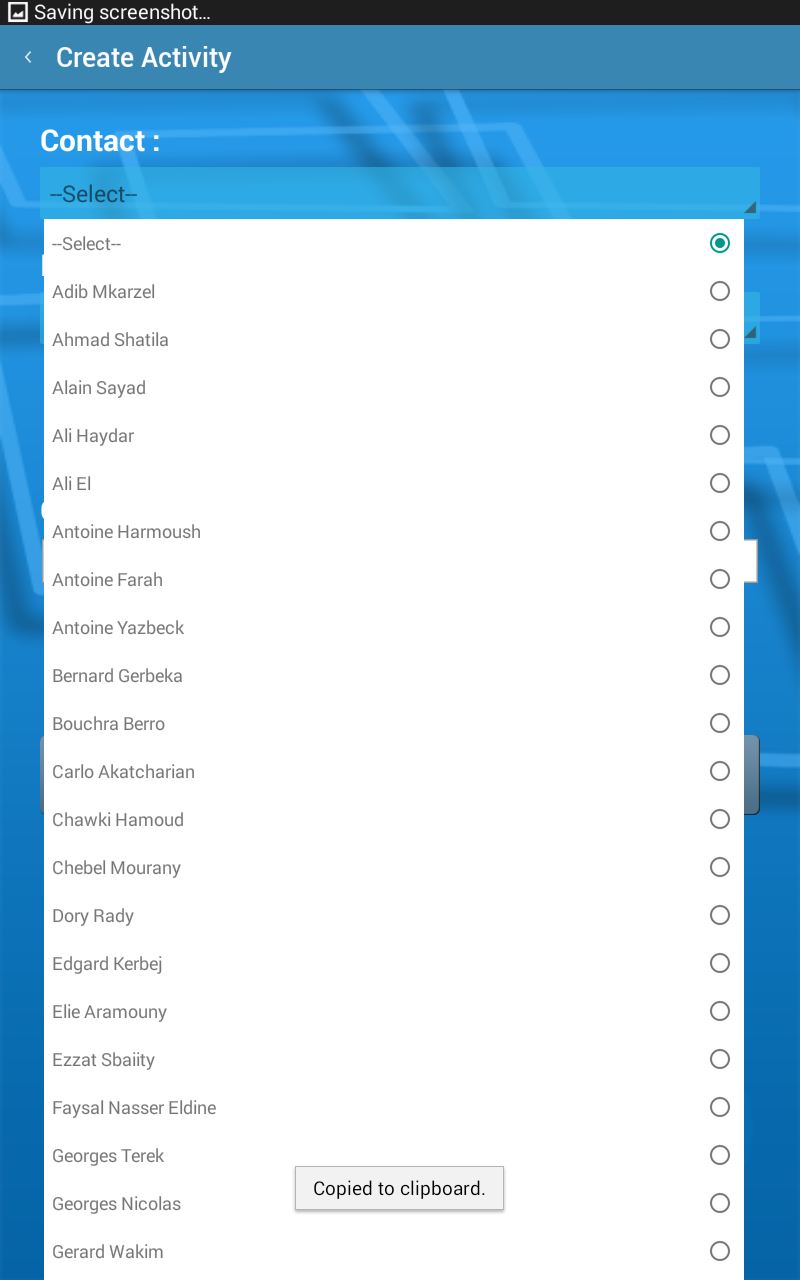 Saving screenshot...
Create Activity
Contact :
--Select--
--Select--
Adib Mkarzel
Ahmad Shatila
Alain Sayad
Ali Haydar
Ali El
Antoine Harmoush
Antoine Farah
Antoine Yazbeck
Bernard Gerbeka
Bouchra Berro
Carlo Akatcharian
Chawki Hamoud
Chebel Mourany
Dory Rady
Edgard Kerbej
Elie Aramouny
Ezzat Sbaiity
Faysal Nasser Eldine
Georges Terek
Copied to clipboard.
Georges Nicolas
Gerard Wakim